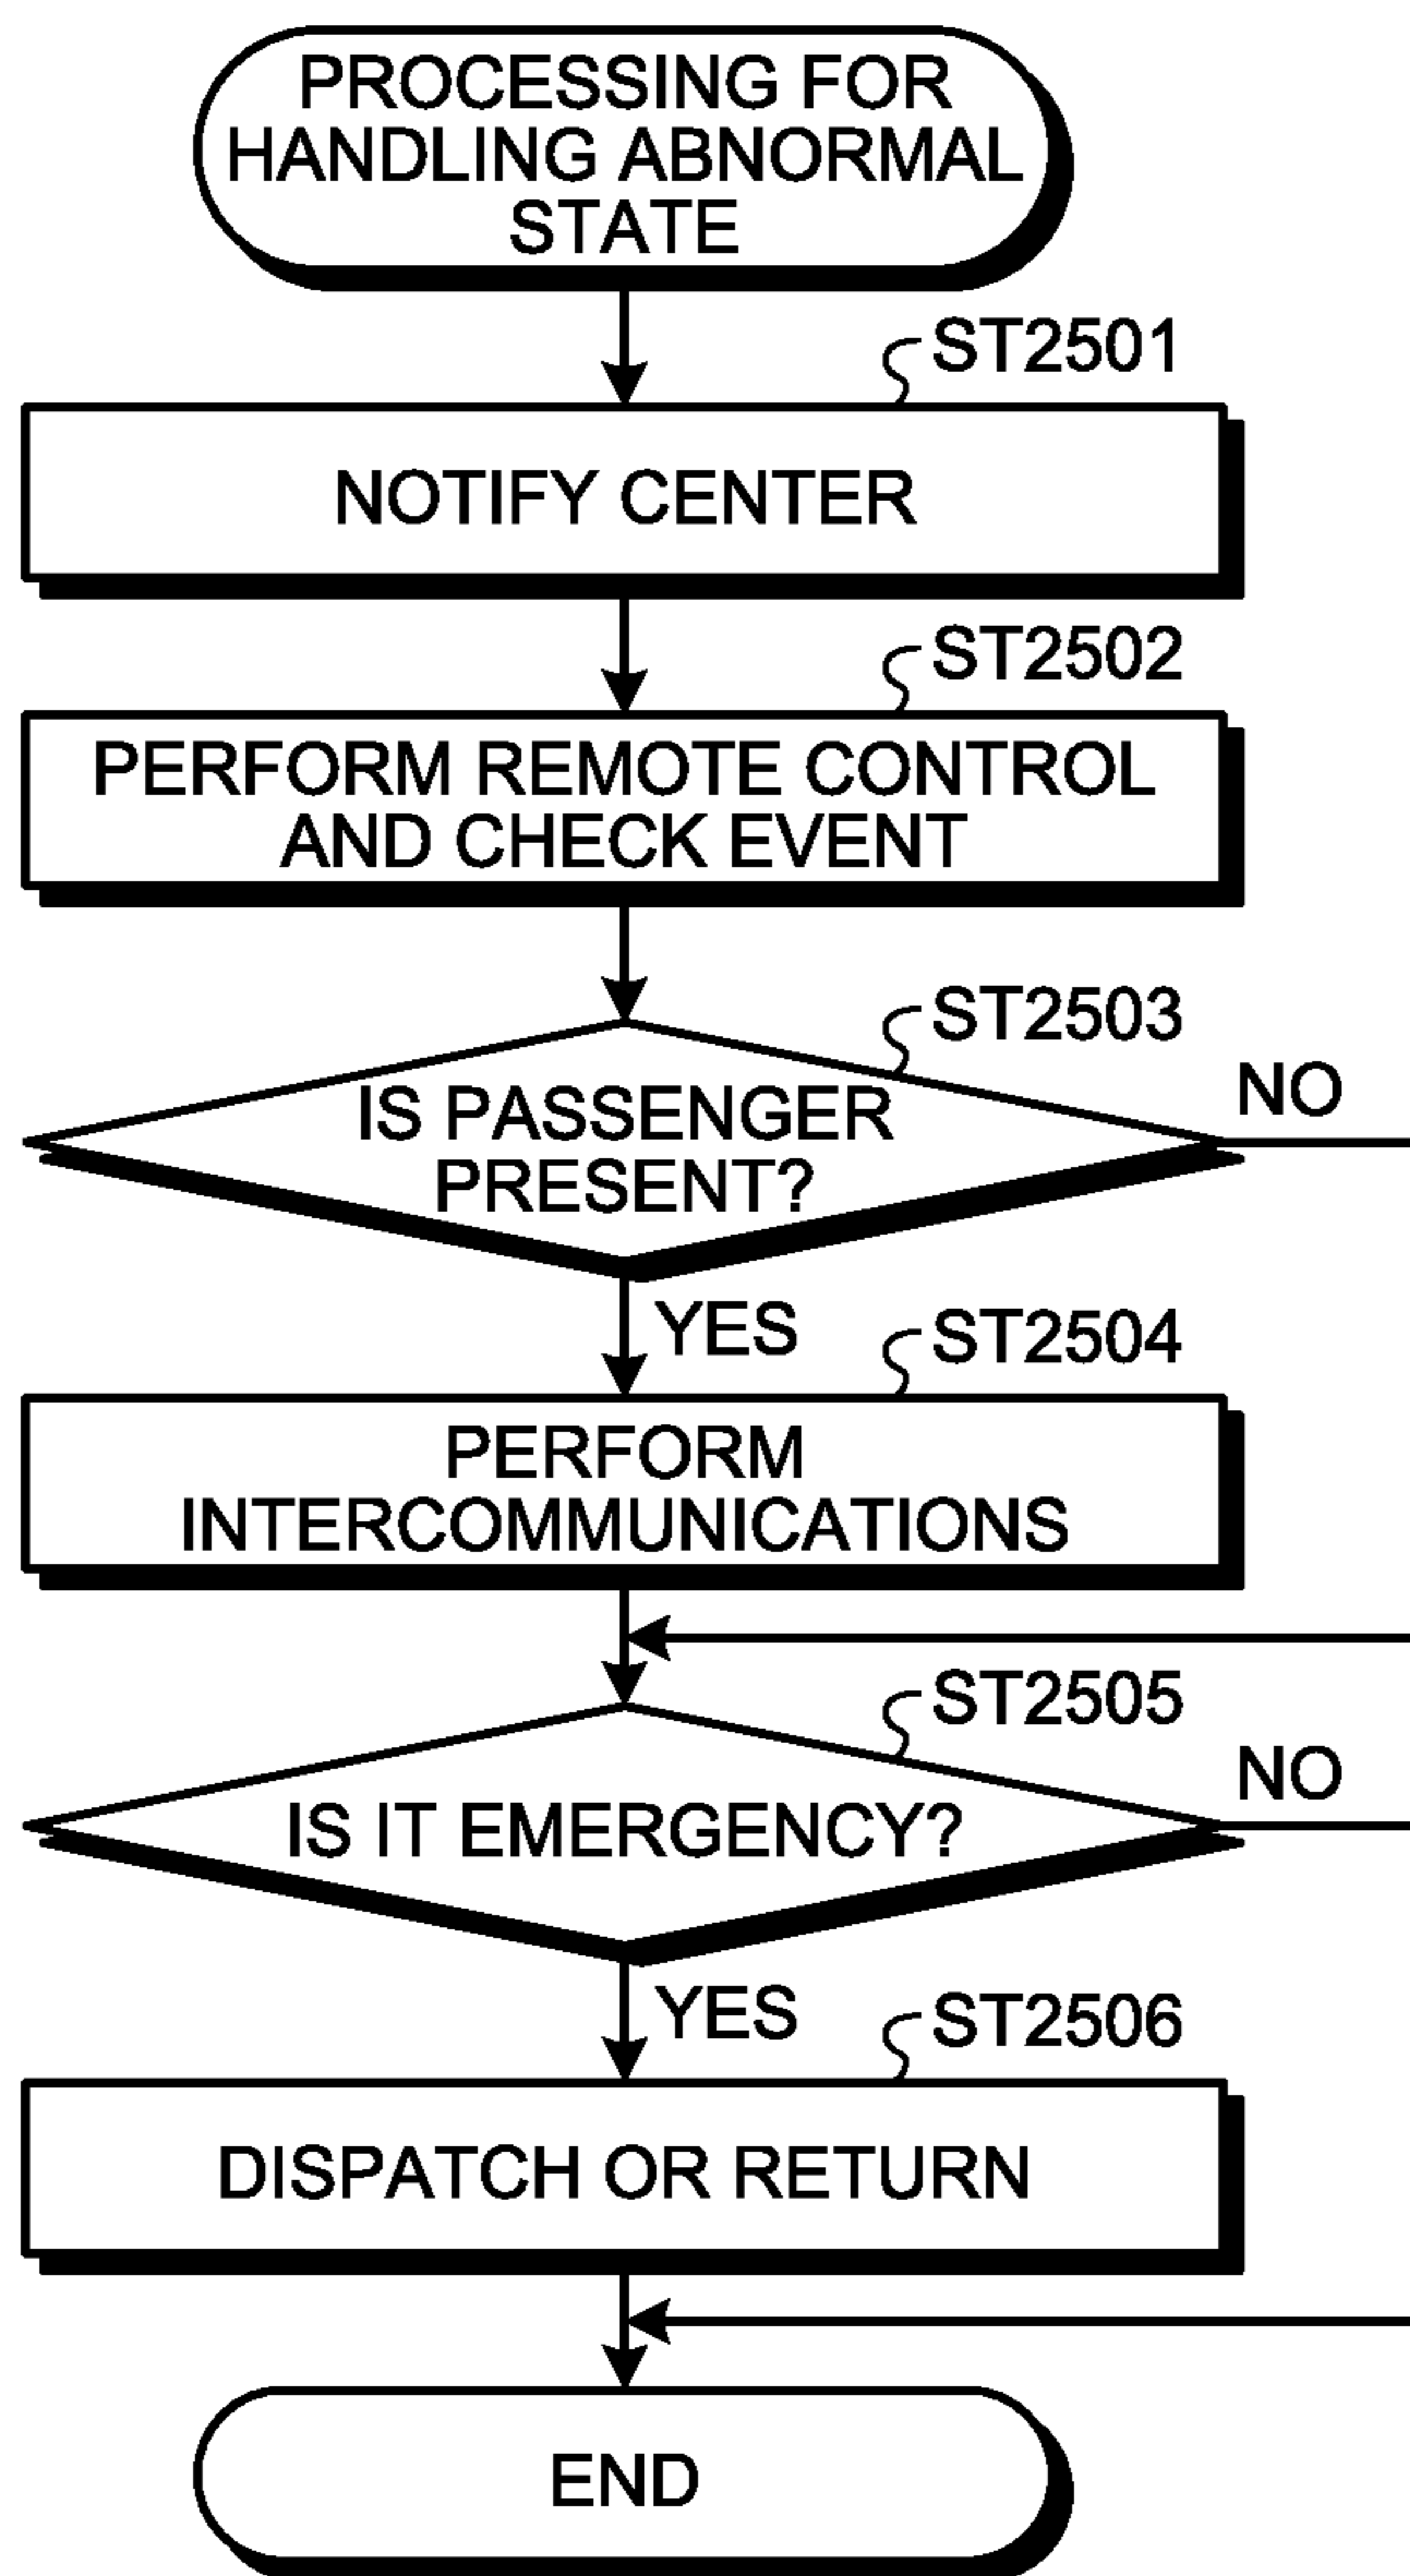 PROCESSING FOR
HANDLING ABNORMAL
STATE
ST2501
NOTIFY CENTER
ST2502
PERFORM REMOTE CONTROL
AND CHECK EVENT
ST2503
NO
IS PASSENGER
PRESENT?
YES
ST2504
PERFORM
INTERCOMMUNICATIONS
ST2505
NO
IS IT EMERGENCY?
YES
ST2506
DISPATCH OR RETURN
END